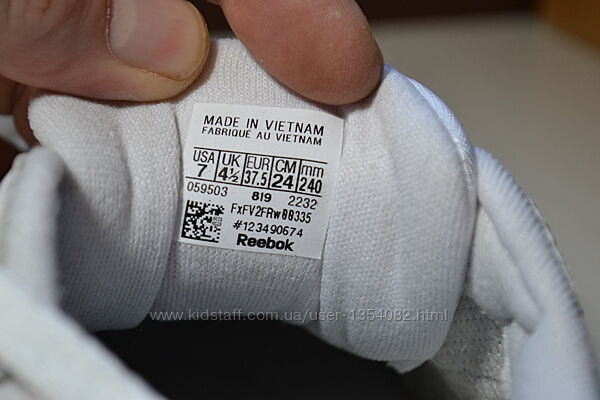 MADE IN VIETNAM
FABRIQUÉ AU VIETNAM
USA UK EUR CM mm
7 4½ 37.5 24 240
059503 819 2232
FxFV2FRw00335
#123490674
Reebok
www.kidstaff.com.ua/user-1354082.html